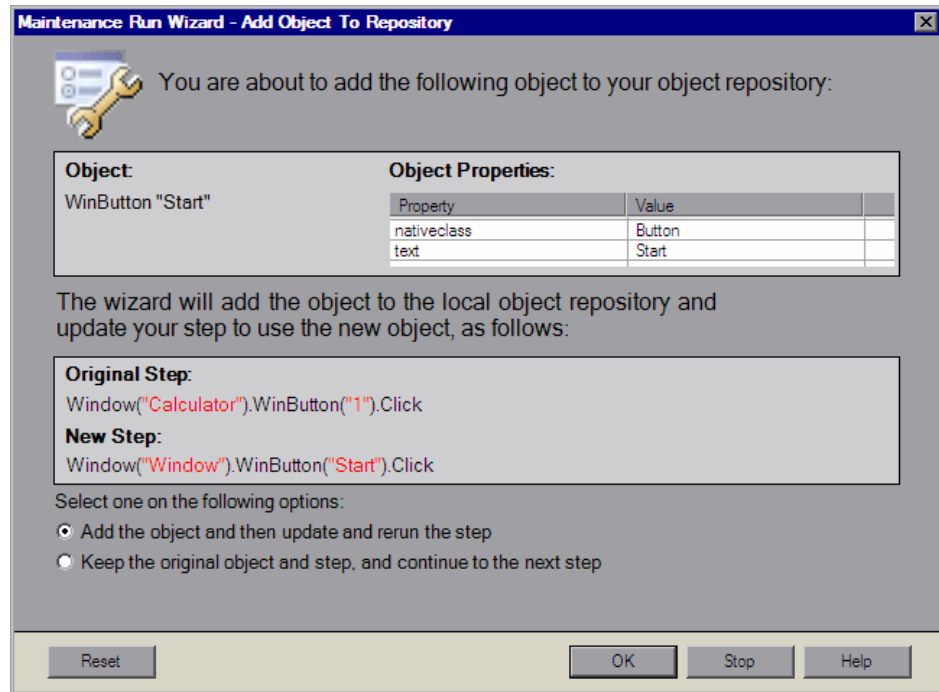 Maintenance Run Wizard - Add Object To Repository
You are about to add the following object to your object repository:
Object:
WinButton "Start"
Object Properties:
Property Value
nativeclass Button
text Start
The wizard will add the object to the local object repository and
update your step to use the new object, as follows:
Original Step:
Window("Calculator").WinButton("1").Click
New Step:
Window("Window").WinButton("Start").Click
Select one on the following options:
Add the object and then update and rerun the step
Keep the original object and step, and continue to the next step
Reset OK Stop Help